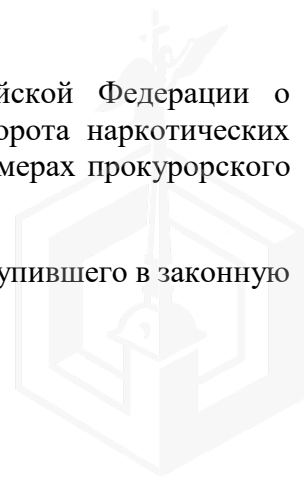 йской Федерации о
орота наркотических
мерах прокурорского
упившего в законную